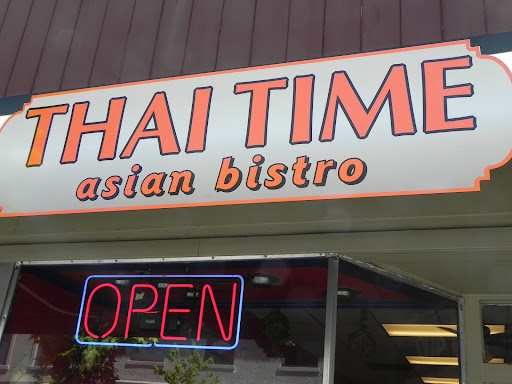 THAI TIME
asian bistro
OPEN